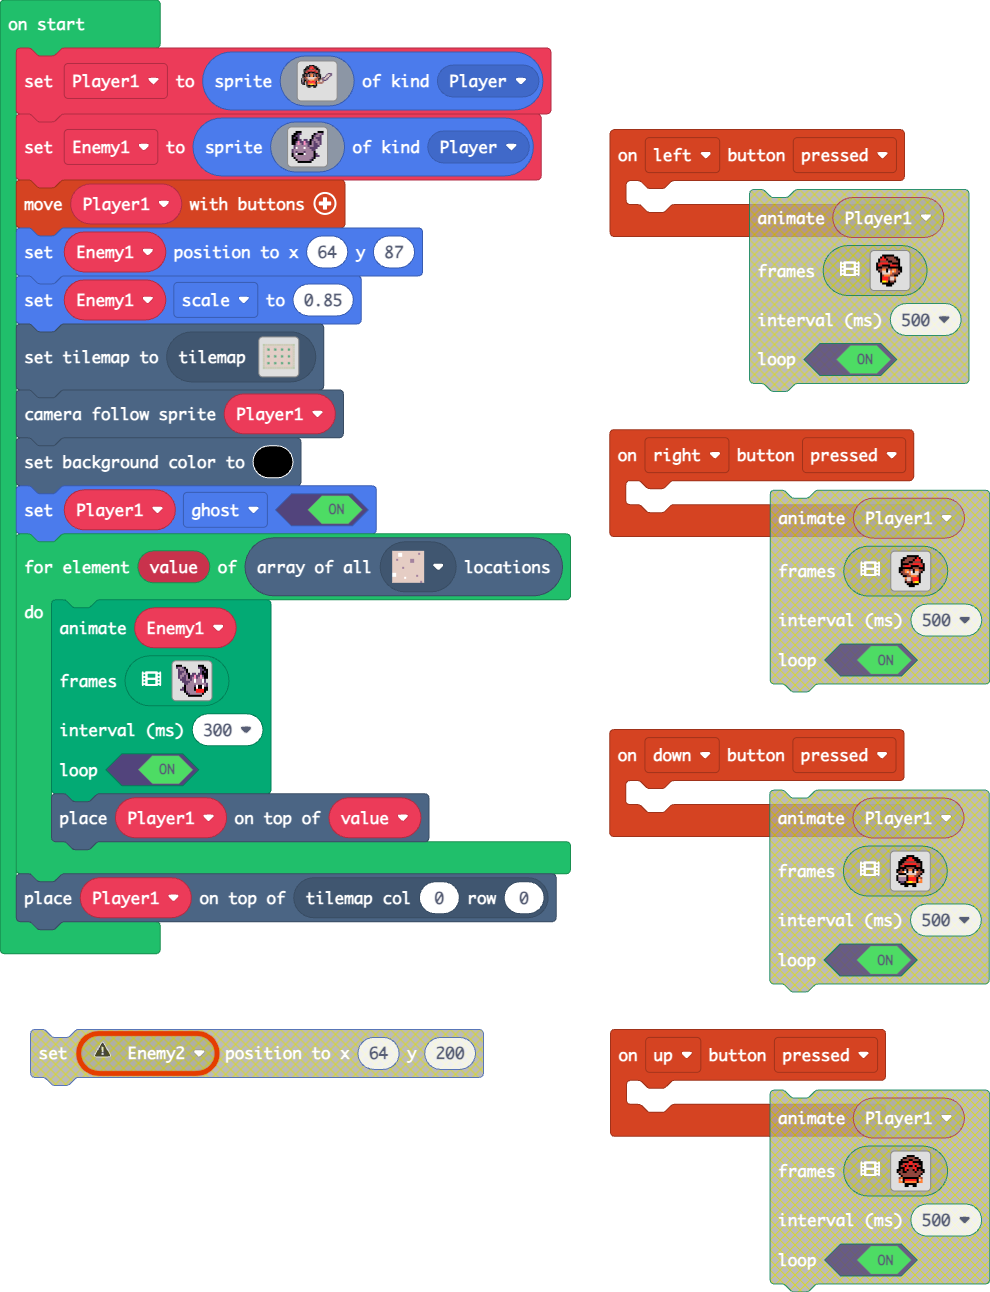 on start
set Player1 to sprite of kind Player
set Enemy1 to sprite of kind Player
move Player1 with buttons
set Enemy1 position to x 64 y 87
set Enemy1 scale to 0.85
set tilemap to tilemap
camera follow sprite Player1
set background color to
set Player1 ghost ON
for element value of array of all locations
do
animate Enemy1
frames
interval (ms) 300
loop ON
place Player1 on top of value
place Player1 on top of tilemap col 0 row 0
set Enemy2 position to x 64 y 200
on left button pressed
animate Player1
frames
interval (ms) 500
loop ON
on right button pressed
animate Player1
frames
interval (ms) 500
loop ON
on down button pressed
animate Player1
frames
interval (ms) 500
loop ON
on up button pressed
animate Player1
frames
interval (ms) 500
loop ON